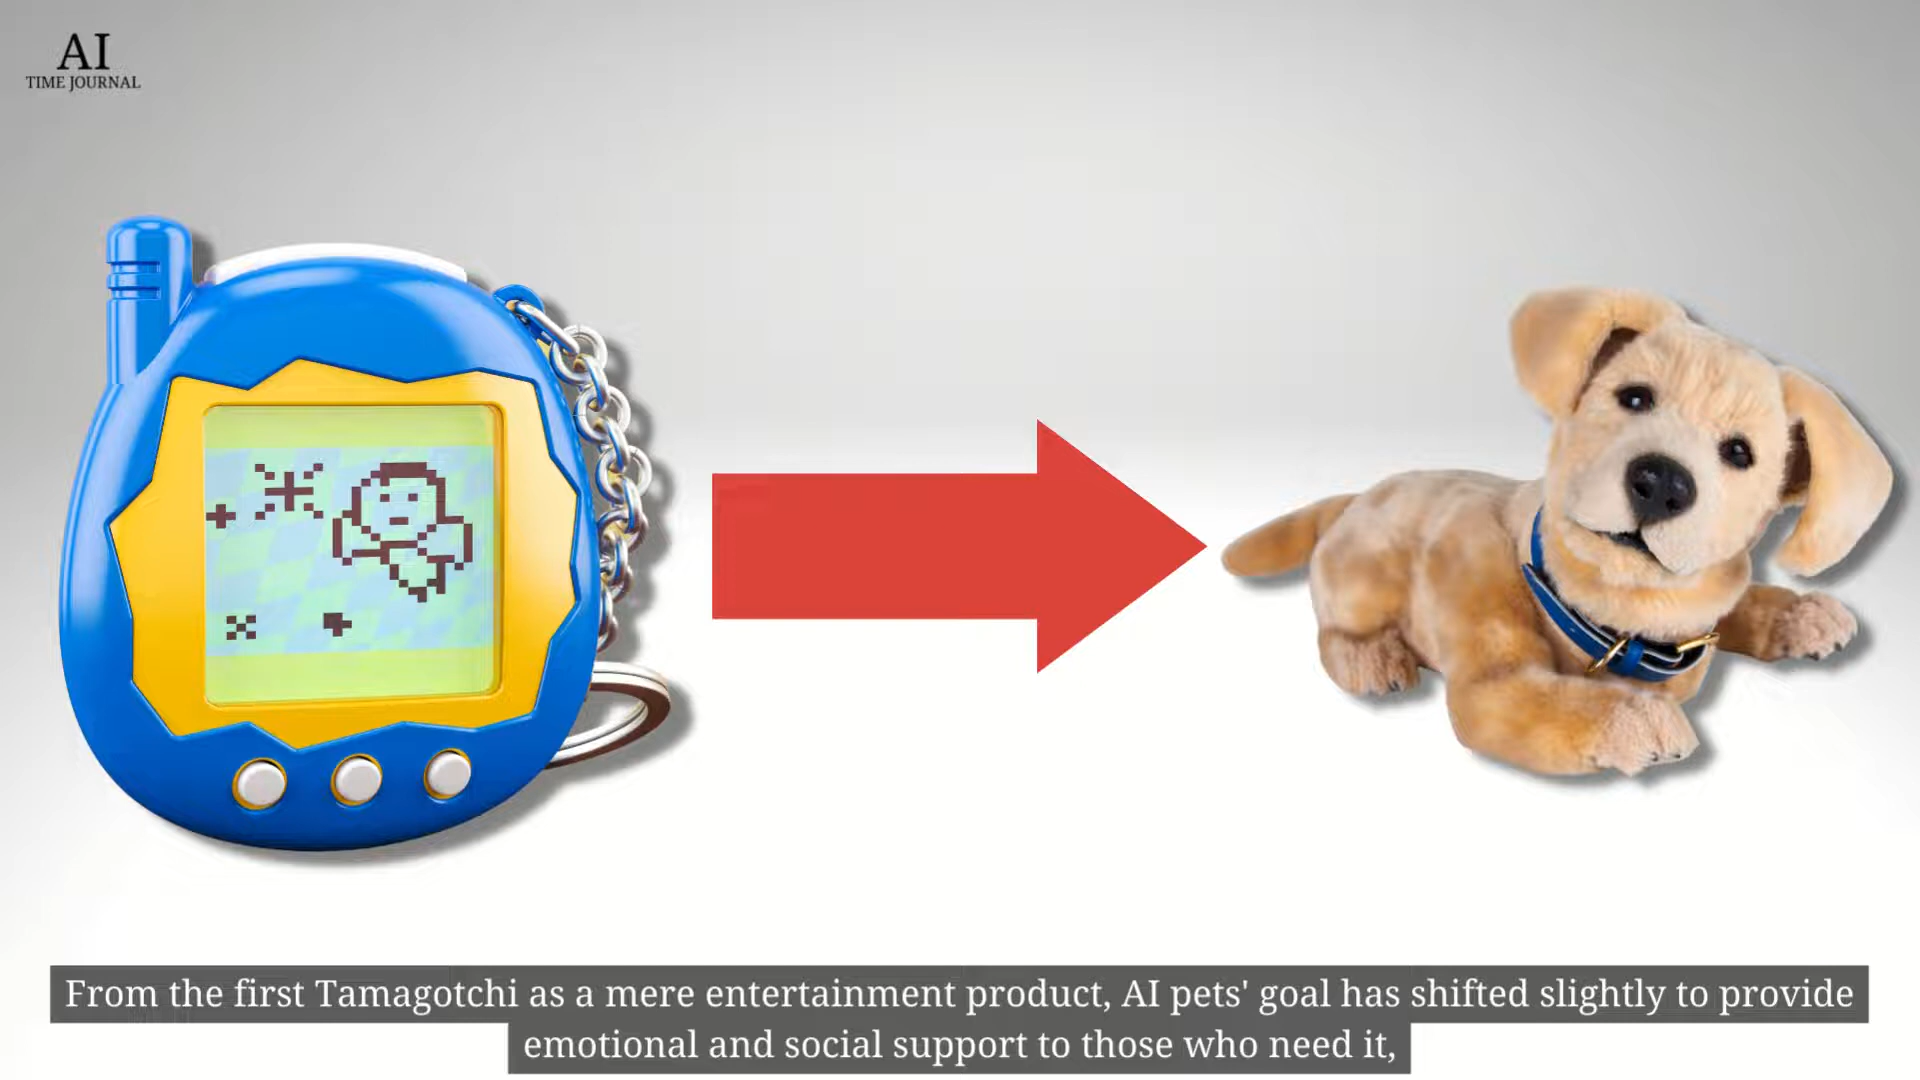 AI
TIME JOURNAL
From the first Tamagotchi as a mere entertainment product, AI pets' goal has shifted slightly to provide
emotional and social support to those who need it,